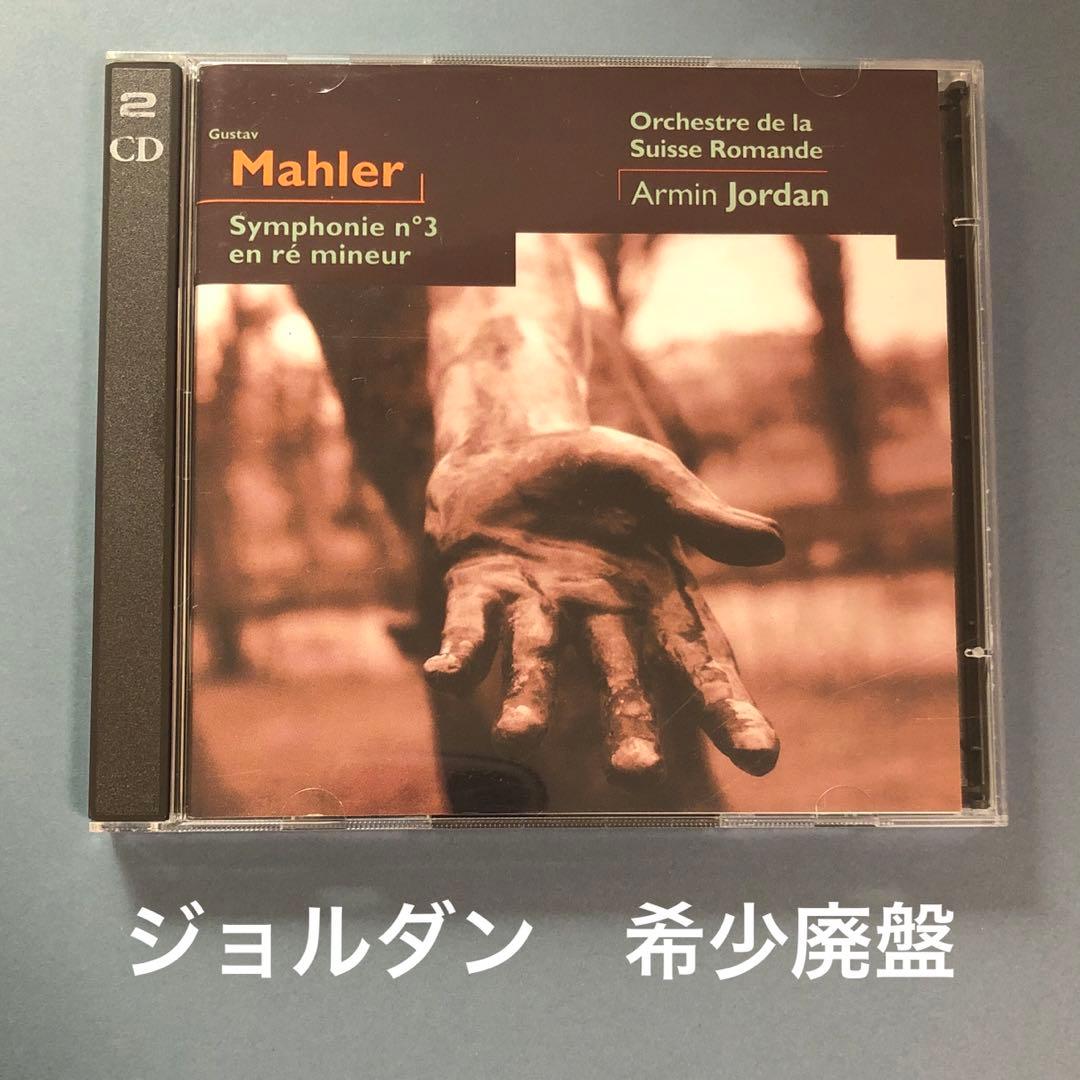 2
CD
Gustav
Mahler
Symphonie n°3
en ré mineur
Orchestre de la
Suisse Romande
Armin Jordan
ジョルダン　希少廃盤